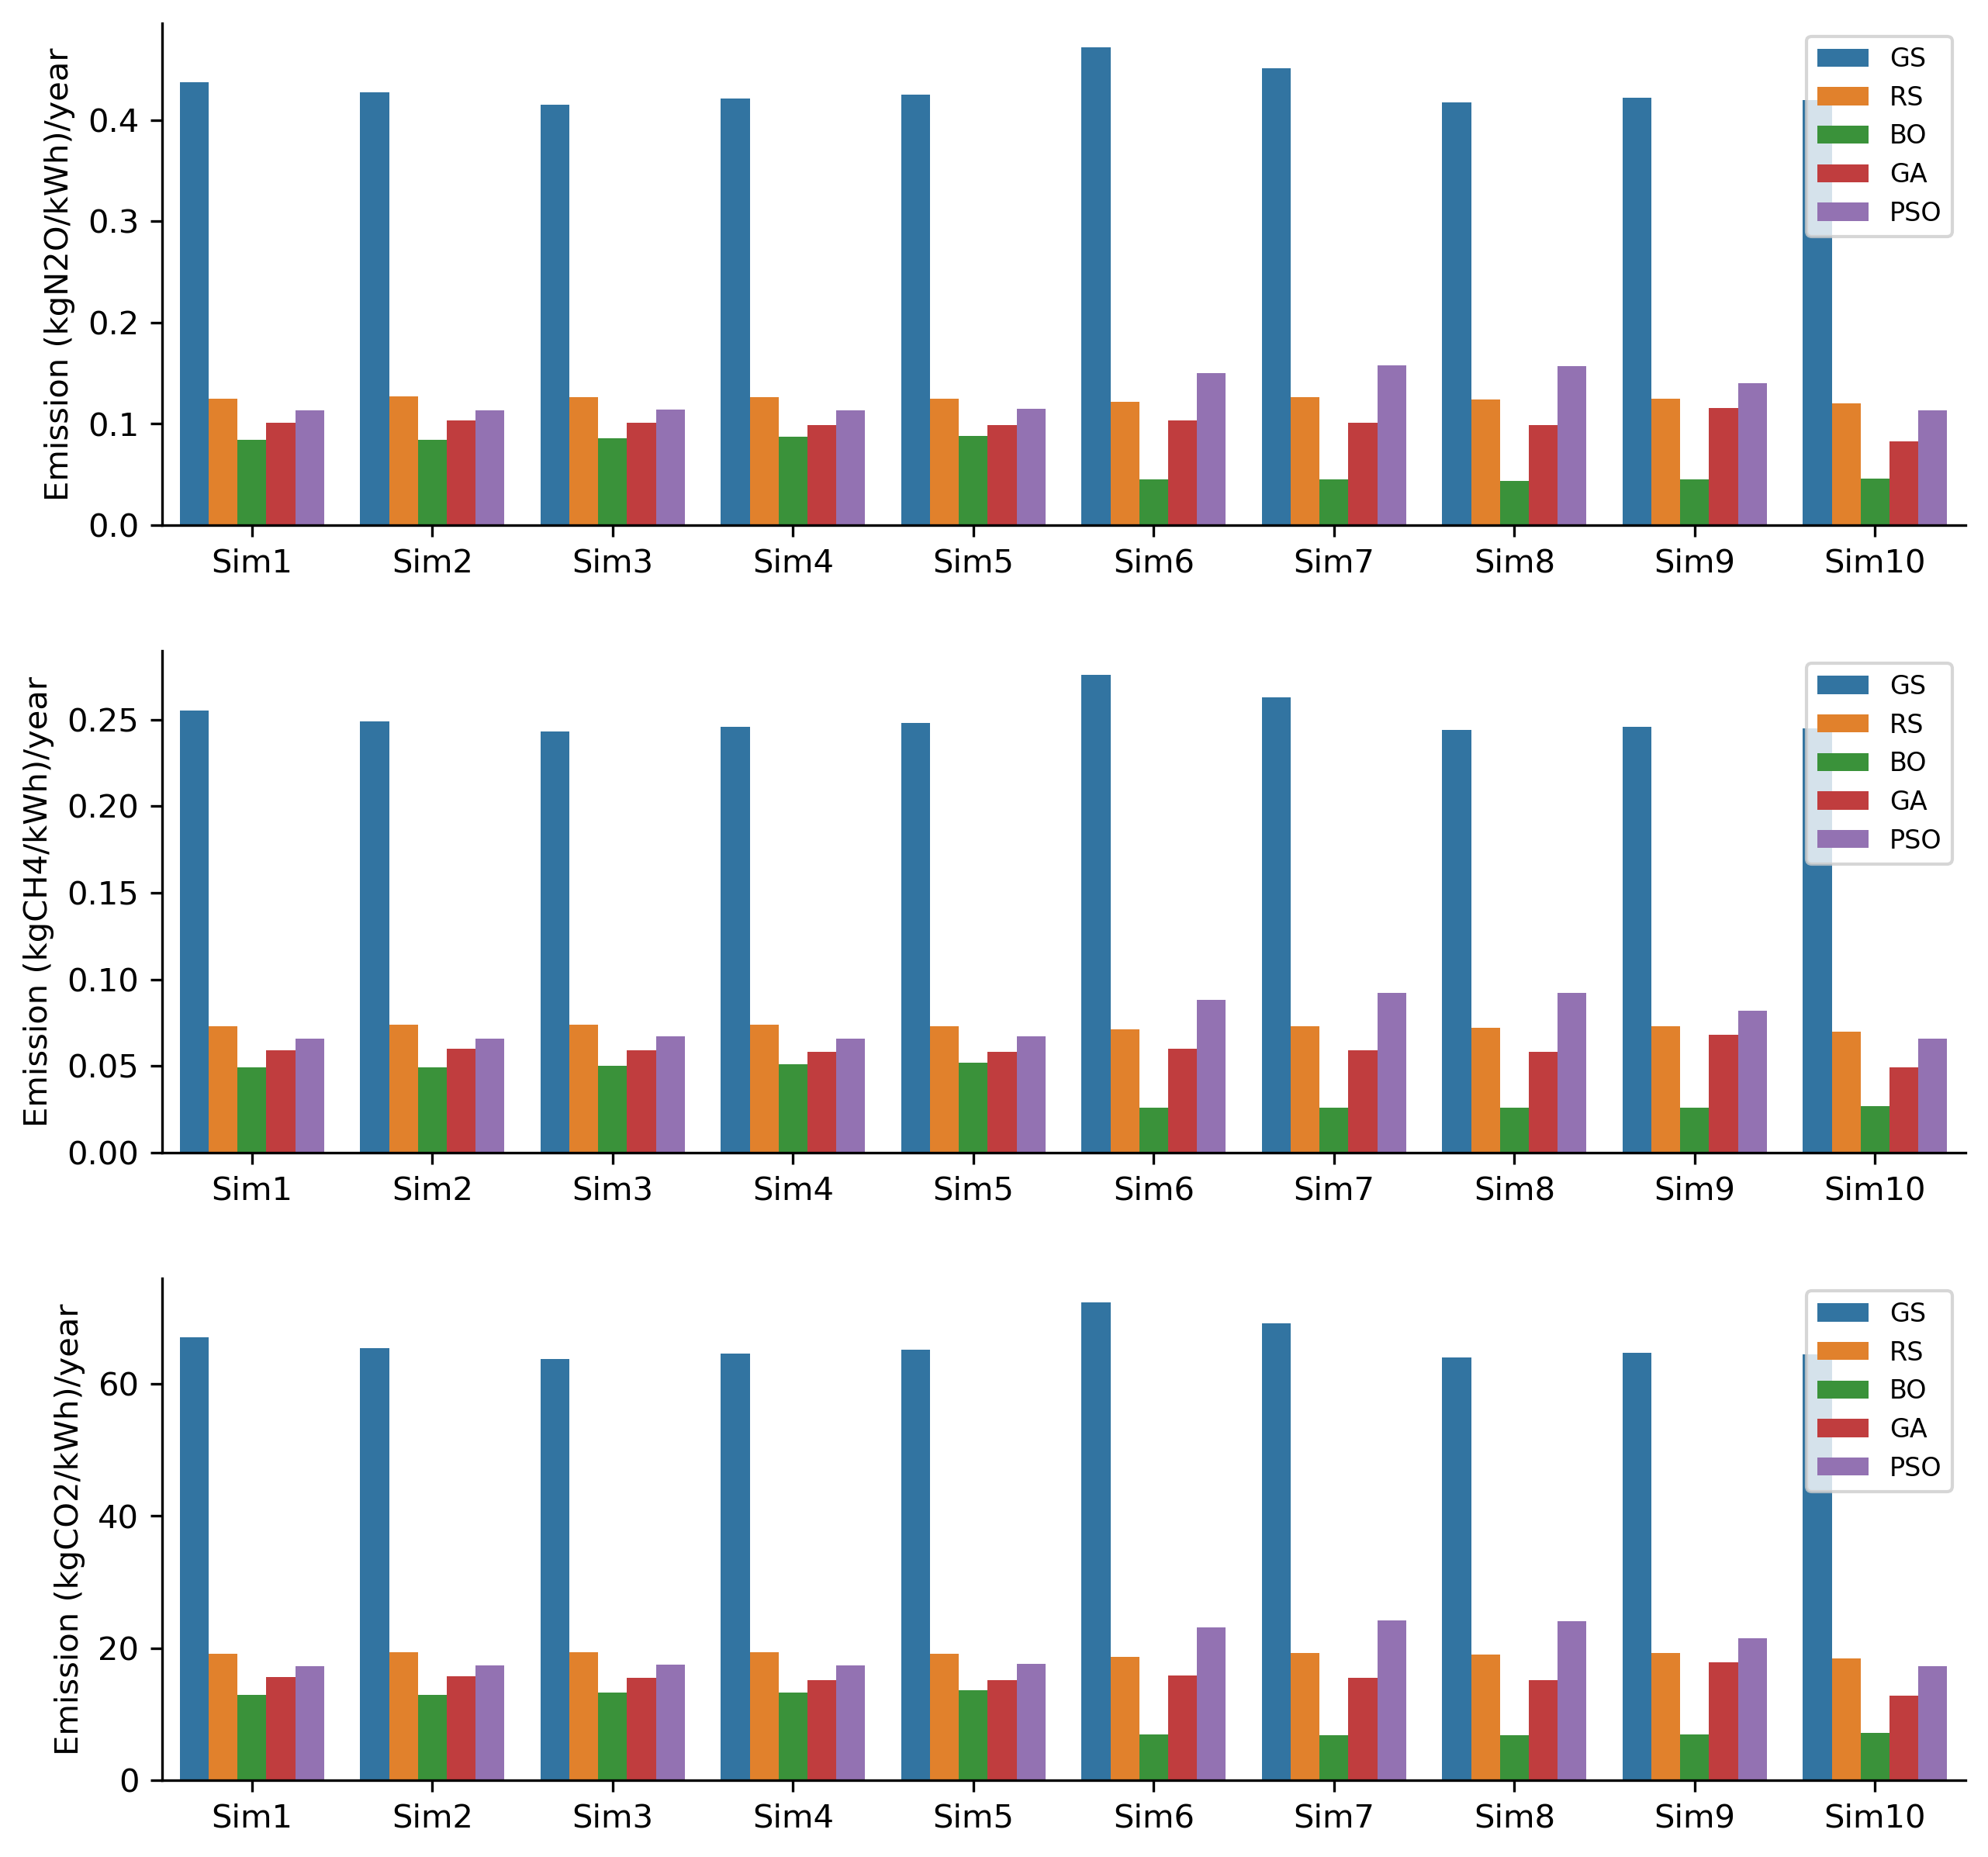 Emission (kgN2O/kWh)/year
0.4
0.3
0.2
0.1
0.0
GS
RS
BO
GA
PSO
Sim1 Sim2 Sim3 Sim4 Sim5 Sim6 Sim7 Sim8 Sim9 Sim10
Emission (kgCH4/kWh)/year
0.25
0.20
0.15
0.10
0.05
0.00
GS
RS
BO
GA
PSO
Sim1 Sim2 Sim3 Sim4 Sim5 Sim6 Sim7 Sim8 Sim9 Sim10
Emission (kgCO2/kWh)/year
60
40
20
0
GS
RS
BO
GA
PSO
Sim1 Sim2 Sim3 Sim4 Sim5 Sim6 Sim7 Sim8 Sim9 Sim10